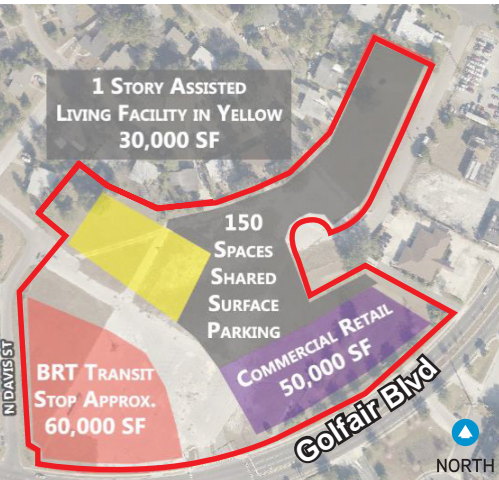 1 STORY ASSISTED
LIVING FACILITY IN YELLOW
30,000 SF
150
SPACES
SHARED
SURFACE
PARKING
COMMERCIAL RETAIL
50,000 SF
BRT TRANSIT
STOP APPROX.
60,000 SF
N DAVIS ST
Golfair Blvd
NORTH